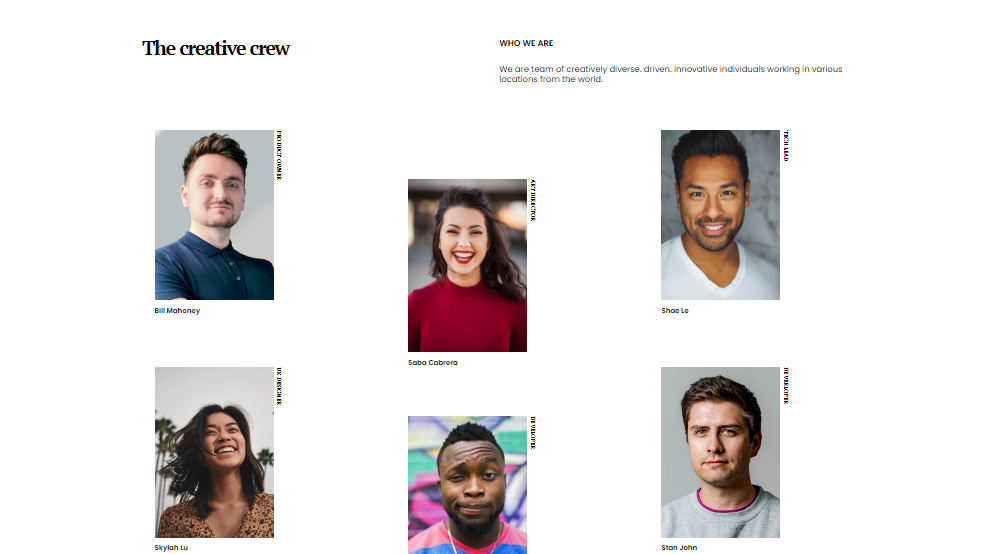 The creative crew
WHO WE ARE
We are team of creatively diverse. driven. innovative individuals working in various
locations from the world.
PRODUCT OWNER
Bill Mahoney
ART DIRECTOR
Saba Cabrera
TECH LEAD
Shae Le
UX DESIGNER
Skylah Lu
DEVELOPER
DEVELOPER
Stan John